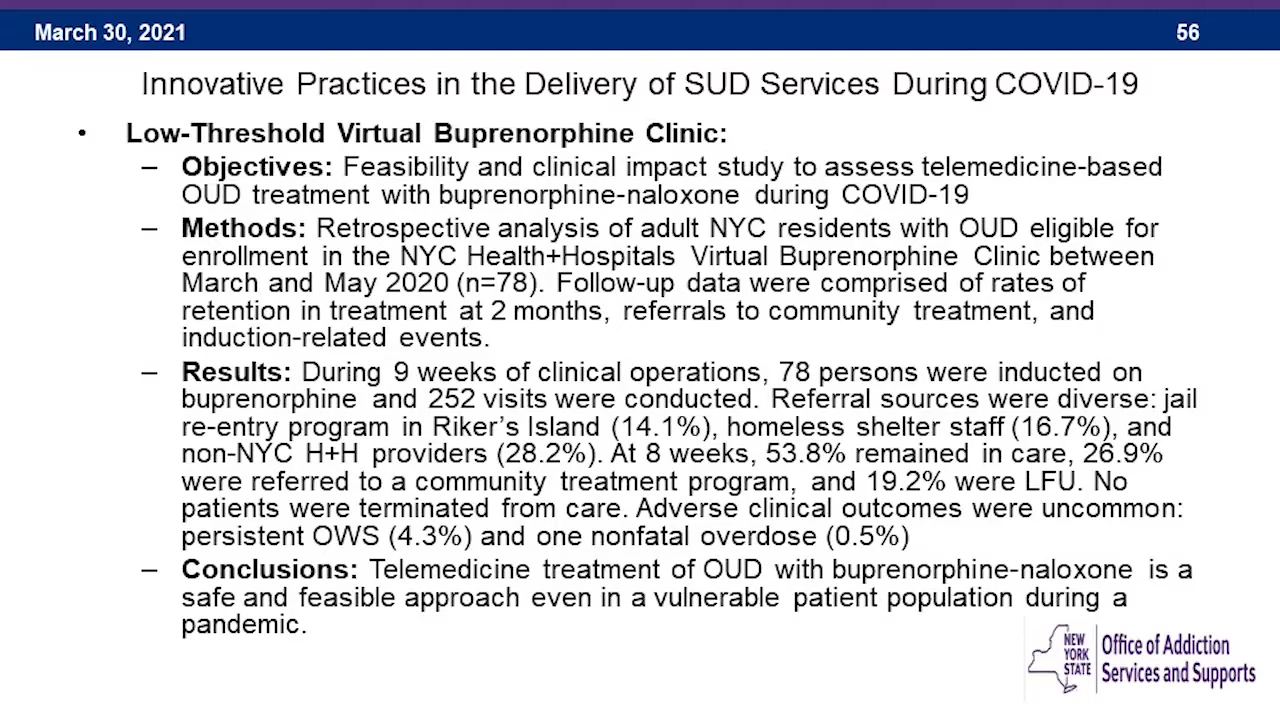 March 30, 2021
56
Innovative Practices in the Delivery of SUD Services During COVID-19
• Low-Threshold Virtual Buprenorphine Clinic:
– Objectives: Feasibility and clinical impact study to assess telemedicine-based
OUD treatment with buprenorphine-naloxone during COVID-19
– Methods: Retrospective analysis of adult NYC residents with OUD eligible for
enrollment in the NYC Health+Hospitals Virtual Buprenorphine Clinic between
March and May 2020 (n=78). Follow-up data were comprised of rates of
retention in treatment at 2 months, referrals to community treatment, and
induction-related events.
– Results: During 9 weeks of clinical operations, 78 persons were inducted on
buprenorphine and 252 visits were conducted. Referral sources were diverse: jail
re-entry program in Riker's Island (14.1%), homeless shelter staff (16.7%), and
non-NYC H+H providers (28.2%). At 8 weeks, 53.8% remained in care, 26.9%
were referred to a community treatment program, and 19.2% were LFU. No
patients were terminated from care. Adverse clinical outcomes were uncommon:
persistent OWS (4.3%) and one nonfatal overdose (0.5%)
– Conclusions: Telemedicine treatment of OUD with buprenorphine-naloxone is a
safe and feasible approach even in a vulnerable patient population during a
pandemic.
NEW
YORK
STATE
Office of Addiction
Services and Supports